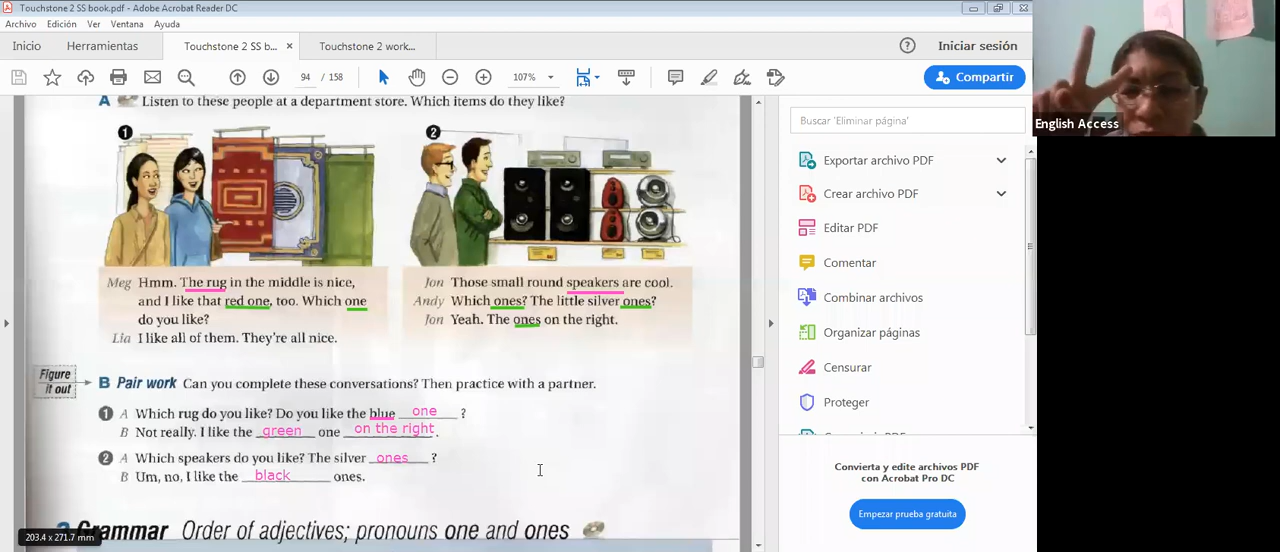 Touchstone 2 SS book.pdf - Adobe Acrobat Reader DC
Archivo Edición Ver Ventana Ayuda
Inicio Herramientas Touchstone 2 SS b... × Touchstone 2 work... Iniciar sesión
94 / 158 107% Compartir
A Listen to these people at a department store. Which items do they like?
1 2
Meg Hmm. The rug in the middle is nice,
and I like that red one, too. Which one
do you like?
Lia I like all of them. They're all nice.
Jon Those small round speakers are cool.
Andy Which ones? The little silver ones?
Jon Yeah. The ones on the right.
Figure
it out
B Pair work Can you complete these conversations? Then practice with a partner.
1 A Which rug do you like? Do you like the blue one ?
B Not really. I like the green one on the right.
2 A Which speakers do you like? The silver ones ?
B Um, no, I like the black ones.
Grammar Order of adjectives; pronouns one and ones
203.4 x 271.7 mm
Buscar 'Eliminar página'
Exportar archivo PDF
Crear archivo PDF
Editar PDF
Comentar
Combinar archivos
Organizar páginas
Censurar
Proteger
Convierta y edite archivos PDF
con Acrobat Pro DC
Empezar prueba gratuita
English Access